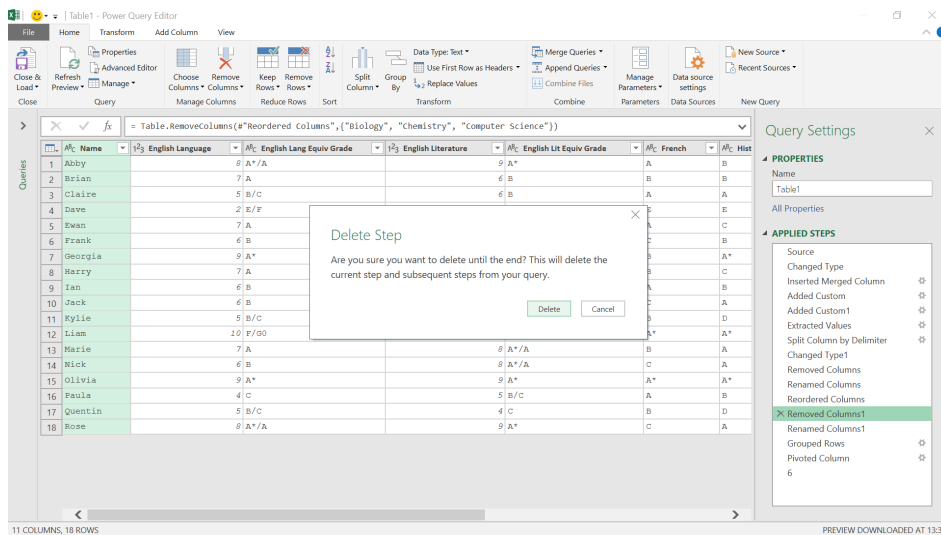 Table1 - Power Query Editor
File Home Transform Add Column View
Close & Load
Refresh Preview
Properties
Advanced Editor
Manage
Choose Columns
Remove Columns
Keep Rows
Remove Rows
Split Column
Group By
Data Type: Text
Use First Row as Headers
Replace Values
Merge Queries
Append Queries
Combine Files
Manage Parameters
Data source settings
New Source
Recent Sources
Close Query Manage Columns Reduce Rows Sort Transform Combine Parameters Data Sources New Query
fx = Table.RemoveColumns(#"Reordered Columns",{"Biology", "Chemistry", "Computer Science"})
Queries
Name English Language English Lang Equiv Grade English Literature English Lit Equiv Grade French Hist
1 Abby 8 A*/A 9 A* A B
2 Brian 7 A 6 B B B
3 Claire 5 B/C 6 B A A
4 Dave 2 E/F E
5 Ewan 7 A C
6 Frank 6 B B
7 Georgia 9 A* A*
8 Harry 7 A C
9 Ian 6 B B
10 Jack 6 B A
11 Kylie 5 B/C D
12 Liam 10 F/G0 A* A*
13 Marie 7 A 8 A*/A B A
14 Nick 6 B 8 A*/A C A
15 Olivia 9 A* 9 A* A* A*
16 Paula 4 C 5 B/C A B
17 Quentin 5 B/C 4 C B D
18 Rose 8 A*/A 9 A* C A
Delete Step
Are you sure you want to delete until the end? This will delete the
current step and subsequent steps from your query.
Delete Cancel
Query Settings
PROPERTIES
Name
Table1
All Properties
APPLIED STEPS
Source
Changed Type
Inserted Merged Column
Added Custom
Added Custom1
Extracted Values
Split Column by Delimiter
Changed Type1
Removed Columns
Renamed Columns
Reordered Columns
Removed Columns1
Renamed Columns1
Grouped Rows
Pivoted Column
6
11 COLUMNS, 18 ROWS
PREVIEW DOWNLOADED AT 13:3